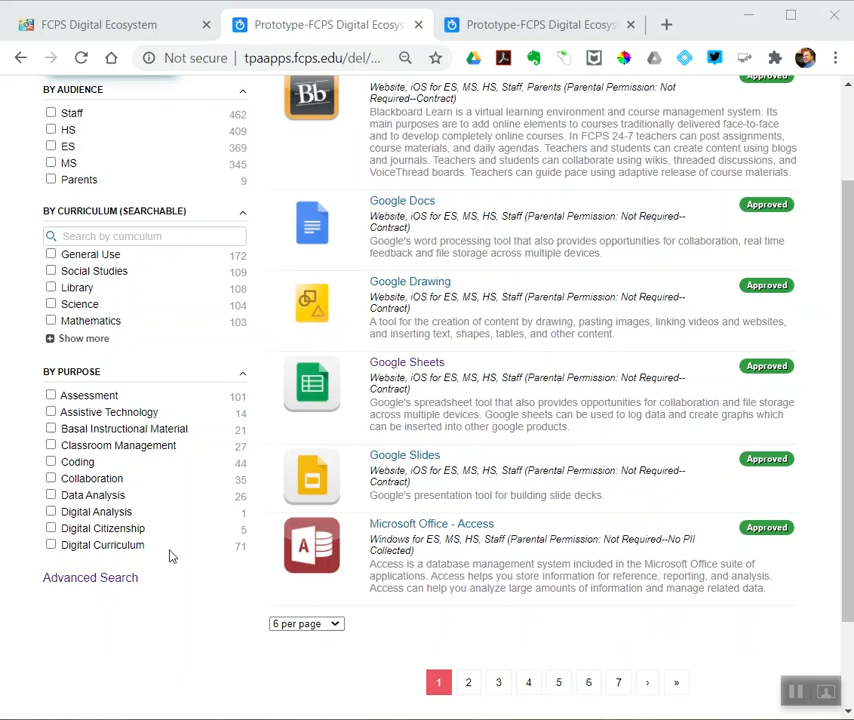 FCPS Digital Ecosystem
Prototype-FCPS Digital Ecosys
Prototype-FCPS Digital Ecosys
Not secure
tpaapps.fcps.edu/del/...
BY AUDIENCE
Staff 462
HS 409
ES 369
MS 345
Parents 9
BY CURRICULUM (SEARCHABLE)
Search by curriculum
General Use 172
Social Studies 109
Library 108
Science 104
Mathematics 103
Show more
BY PURPOSE
Assessment 101
Assistive Technology 14
Basal Instructional Material 21
Classroom Management 27
Coding 44
Collaboration 35
Data Analysis 26
Digital Analysis 1
Digital Citizenship 5
Digital Curriculum 71
Advanced Search
Bb
Approved
Website, iOS for ES, MS, HS, Staff, Parents (Parental Permission: Not
Required--Contract)
Blackboard Learn is a virtual learning environment and course management system. Its
main purposes are to add online elements to courses traditionally delivered face-to-face
and to develop completely online courses. In FCPS 24-7 teachers can post assignments,
course materials, and daily agendas. Teachers and students can create content using blogs
and journals. Teachers and students can collaborate using wikis, threaded discussions, and
VoiceThread boards. Teachers can guide pace using adaptive release of course materials.
Google Docs
Approved
Website, iOS for ES, MS, HS, Staff (Parental Permission: Not Required--
Contract)
Google's word processing tool that also provides opportunities for collaboration, real time
feedback and file storage across multiple devices.
Google Drawing
Approved
Website, iOS for ES, MS, HS, Staff (Parental Permission: Not Required--
Contract)
A tool for the creation of content by drawing, pasting images, linking videos and websites,
and inserting text, shapes, tables, and other content.
Google Sheets
Approved
Website, iOS for ES, MS, HS, Staff (Parental Permission: Not Required--
Contract)
Google's spreadsheet tool that also provides opportunities for collaboration and file storage
across multiple devices. Google sheets can be used to log data and create graphs which
can be inserted into other google products.
Google Slides
Approved
Website, iOS for ES, MS, HS, Staff (Parental Permission: Not Required--
Contract)
Google's presentation tool for building slide decks.
Microsoft Office - Access
Approved
A
Windows for ES, MS, HS, Staff (Parental Permission: Not Required--No PII
Collected)
Access is a database management system included in the Microsoft Office suite of
applications. Access helps you store information for reference, reporting, and analysis.
Access can help you analyze large amounts of information and manage related data.
6 per page
1 2 3 4 5 6 7 › »